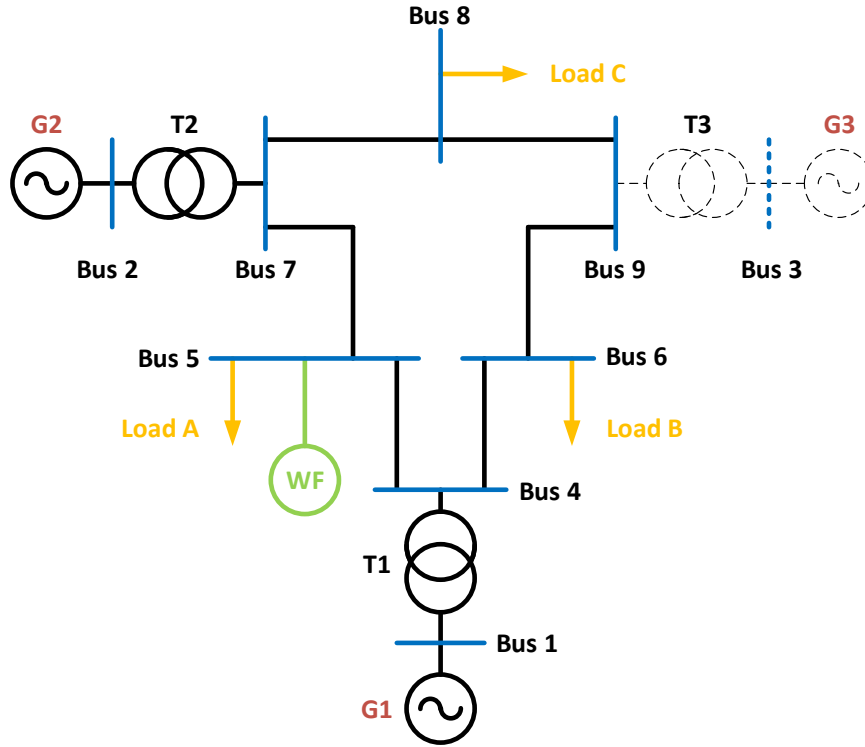 Bus 8
Load C
G2
T2
T3
G3
Bus 2
Bus 7
Bus 9
Bus 3
Bus 5
Bus 6
Load A
Load B
WF
Bus 4
T1
Bus 1
G1